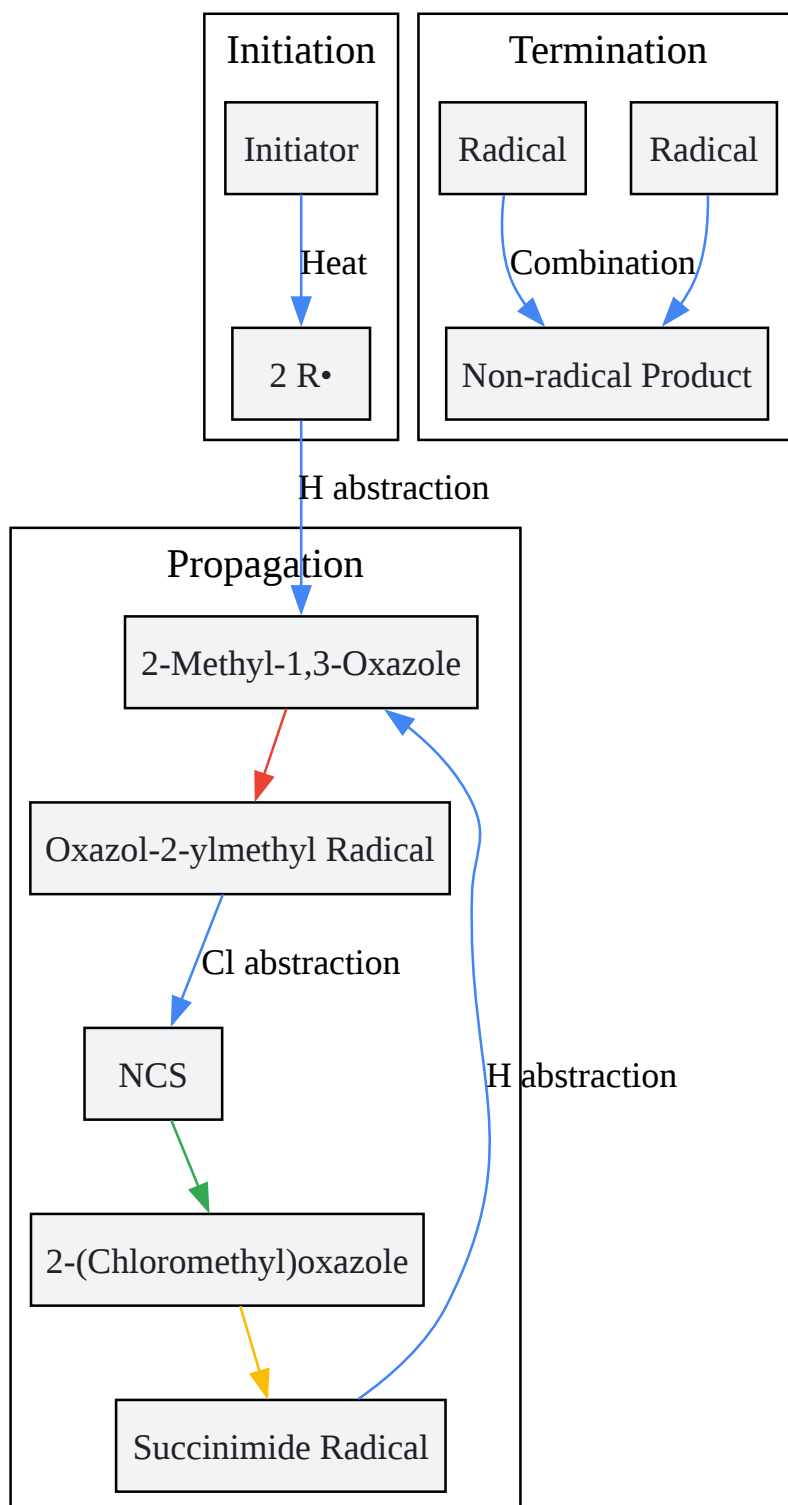 Initiation
Termination
Initiator
Radical
Radical
Heat
Combination
2 R•
Non-radical Product
H abstraction
Propagation
2-Methyl-1,3-Oxazole
Oxazol-2-ylmethyl Radical
Cl abstraction
NCS
H abstraction
2-(Chloromethyl)oxazole
Succinimide Radical